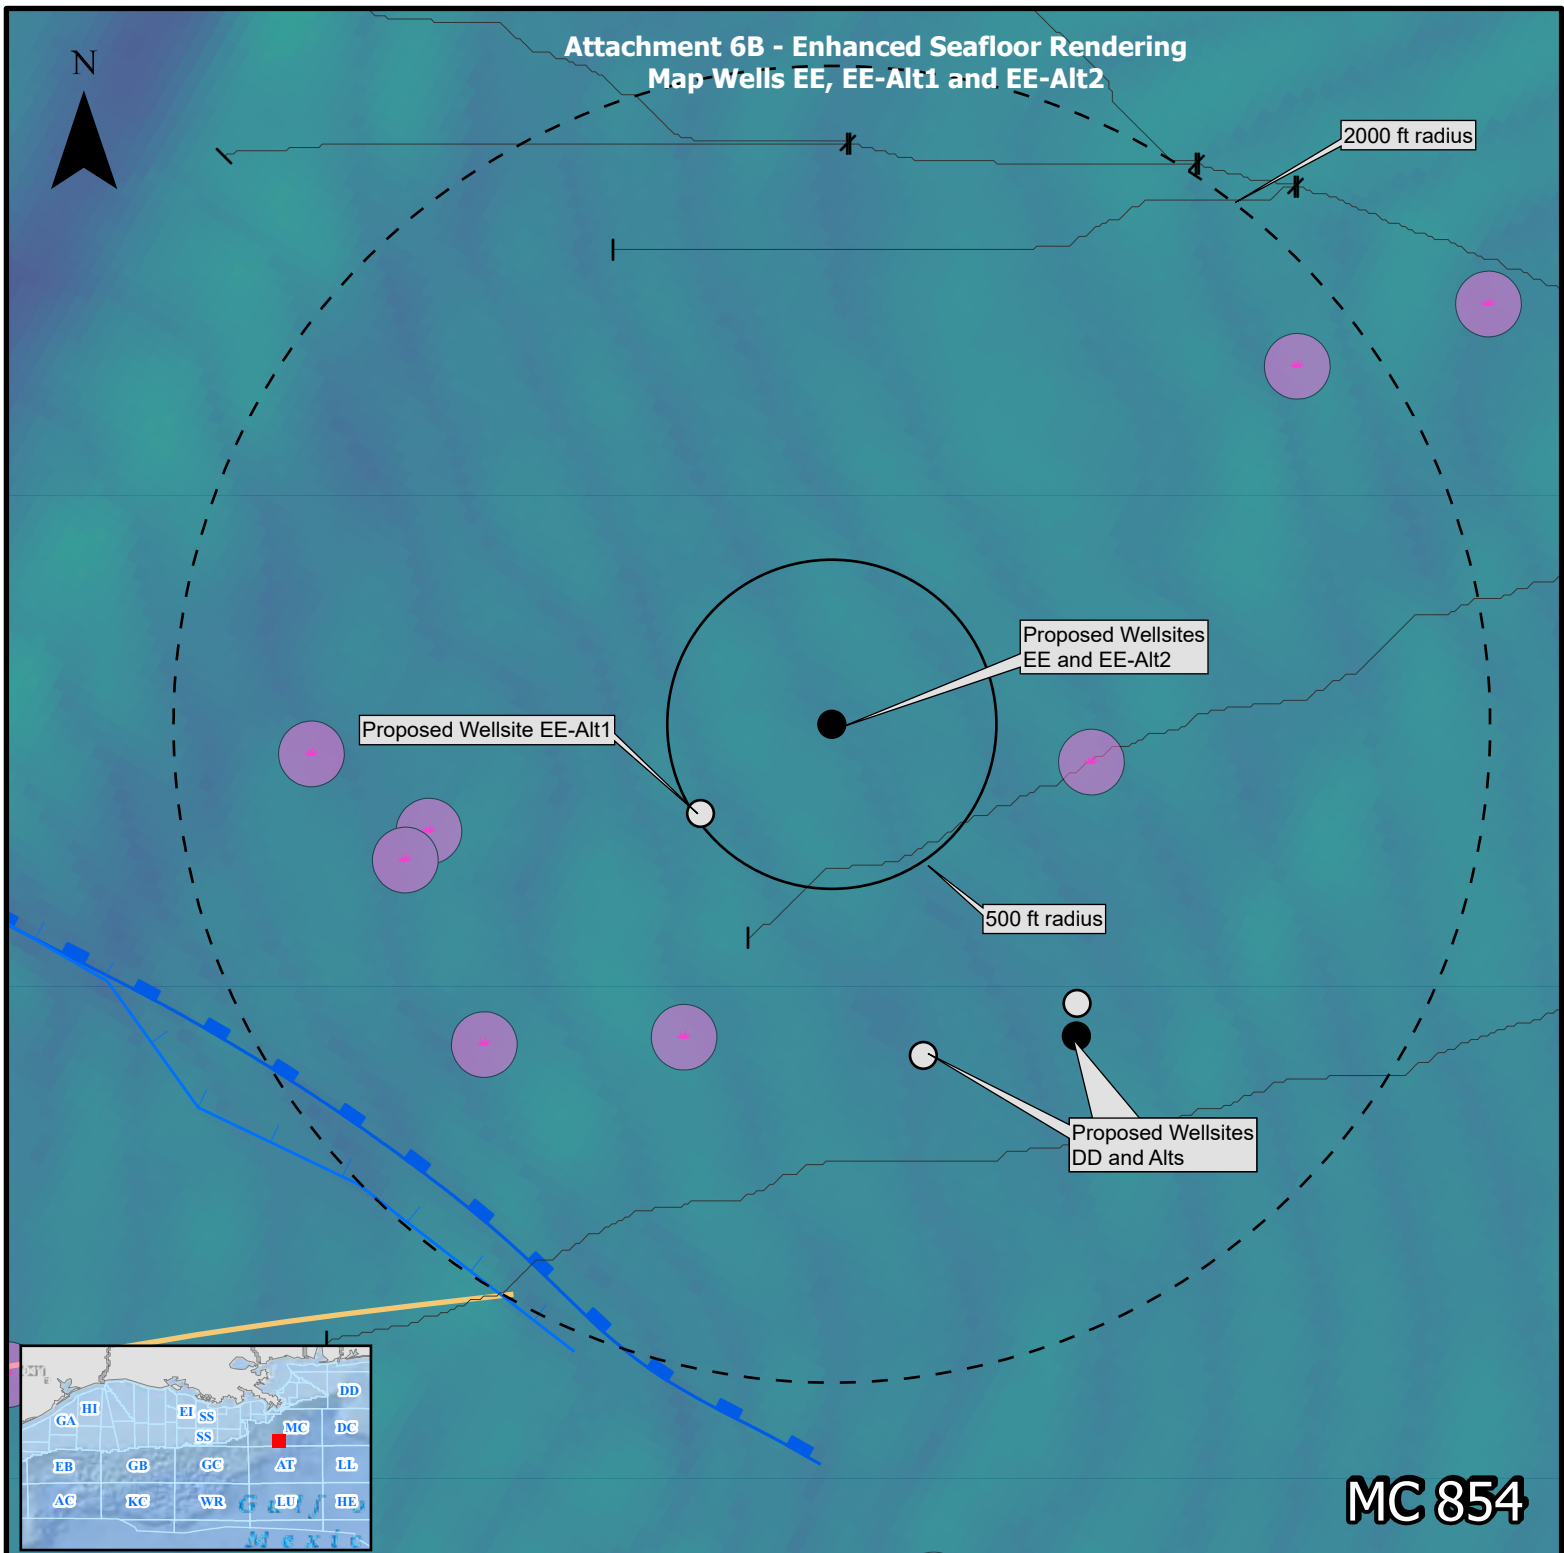 Attachment 6B - Enhanced Seafloor Rendering
Map Wells EE, EE-Alt1 and EE-Alt2
N
2000 ft radius
Proposed Wellsites
EE and EE-Alt2
Proposed Wellsite EE-Alt1
500 ft radius
Proposed Wellsites
DD and Alts
DD
HI
GA
EI
SS
MC
DC
SS
EB
GB
GC
AT
LL
AC
KC
WR
LU
HE
Gulf o
Mexic
MC 854